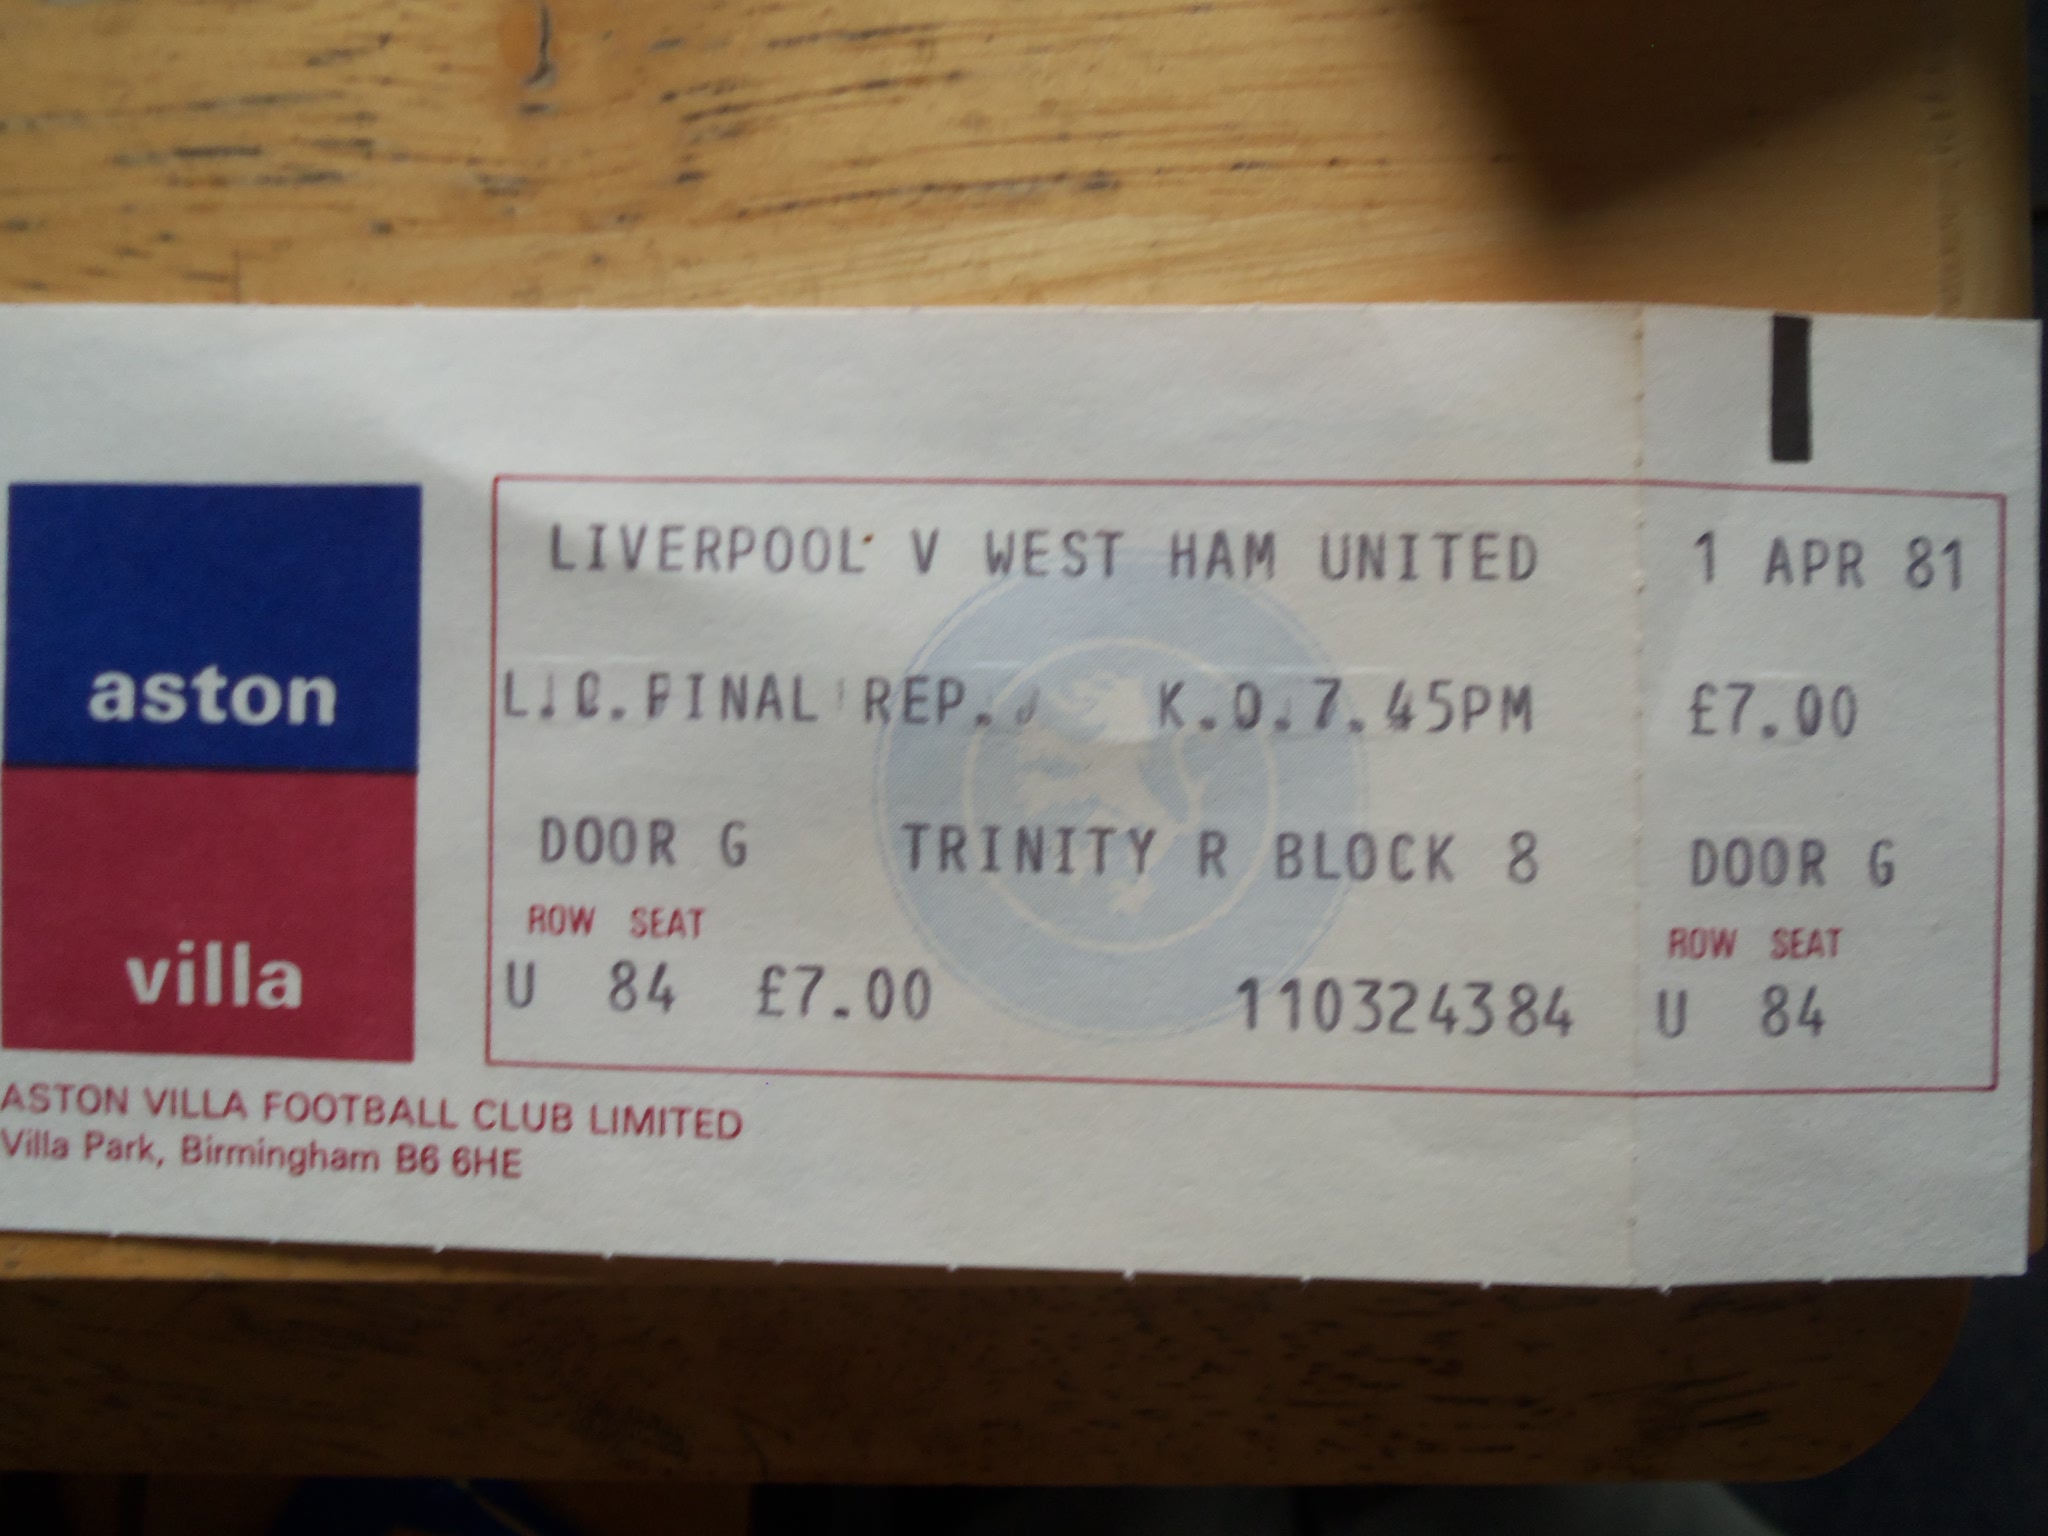 LIVERPOOL V WEST HAM UNITED 1 APR 81
L.C.FINAL REP. K.O.7.45PM £7.00
DOOR G TRINITY R BLOCK 8 DOOR G
ROW SEAT ROW SEAT
U 84 £7.00 110324384 U 84
aston
villa
ASTON VILLA FOOTBALL CLUB LIMITED
Villa Park, Birmingham B6 6HE